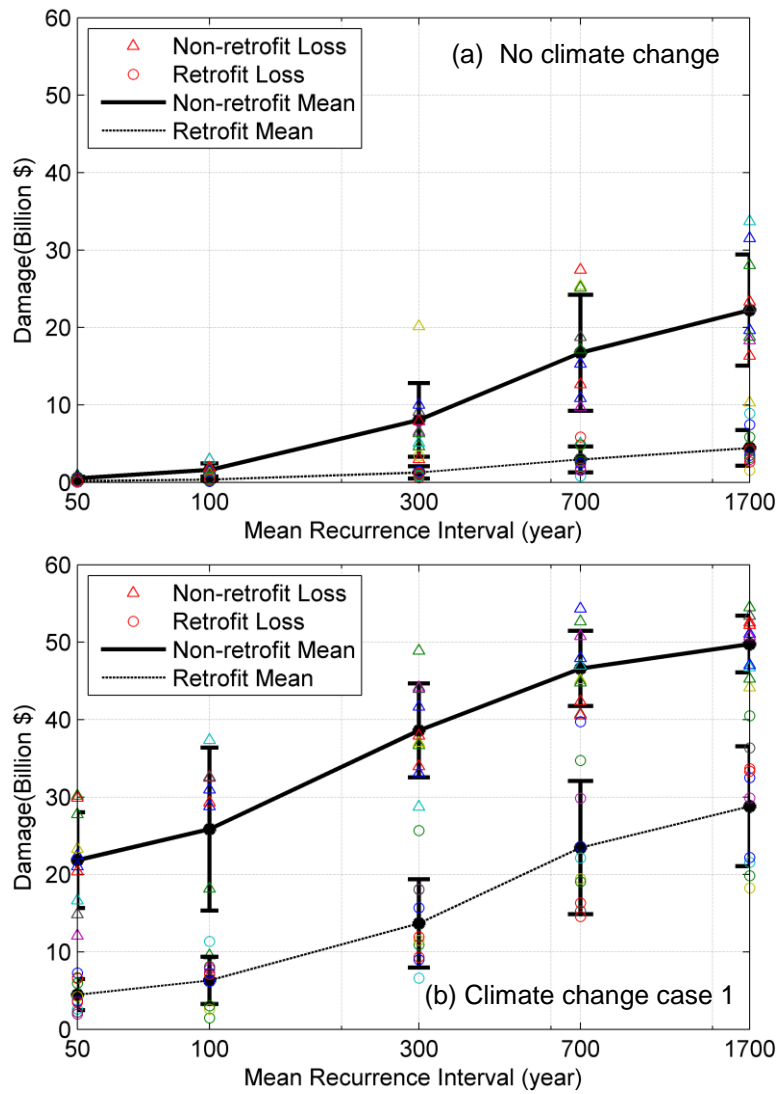 60
50
40
30
20
10
0
Damage(Billion $)
Non-retrofit Loss
Retrofit Loss
Non-retrofit Mean
Retrofit Mean
(a) No climate change
50 100 300 700 1700
Mean Recurrence Interval (year)
60
50
40
30
20
10
0
Damage(Billion $)
Non-retrofit Loss
Retrofit Loss
Non-retrofit Mean
Retrofit Mean
(b) Climate change case 1
50 100 300 700 1700
Mean Recurrence Interval (year)